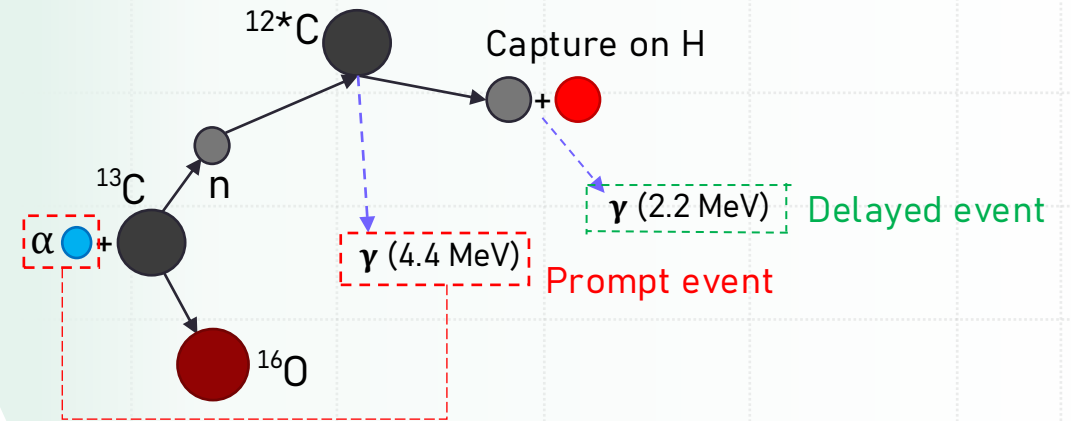 ¹²*C
Capture on H
+
n
¹³C
γ (2.2 MeV)
Delayed event
α +
γ (4.4 MeV)
Prompt event
¹⁶O